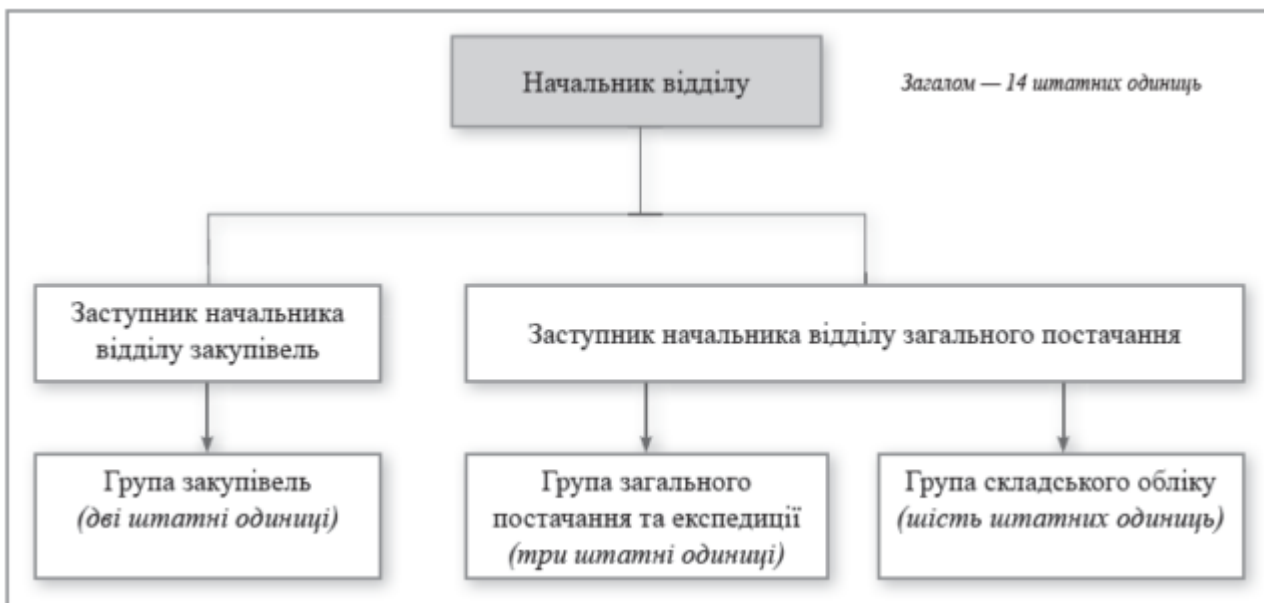 Начальник відділу
Загалом — 14 штатних одиниць
Заступник начальника
відділу закупівель
Заступник начальника відділу загального постачання
Група закупівель
(дві штатні одиниці)
Група загального
постачання та експедиції
(три штатні одиниці)
Група складського обліку
(шість штатних одиниць)